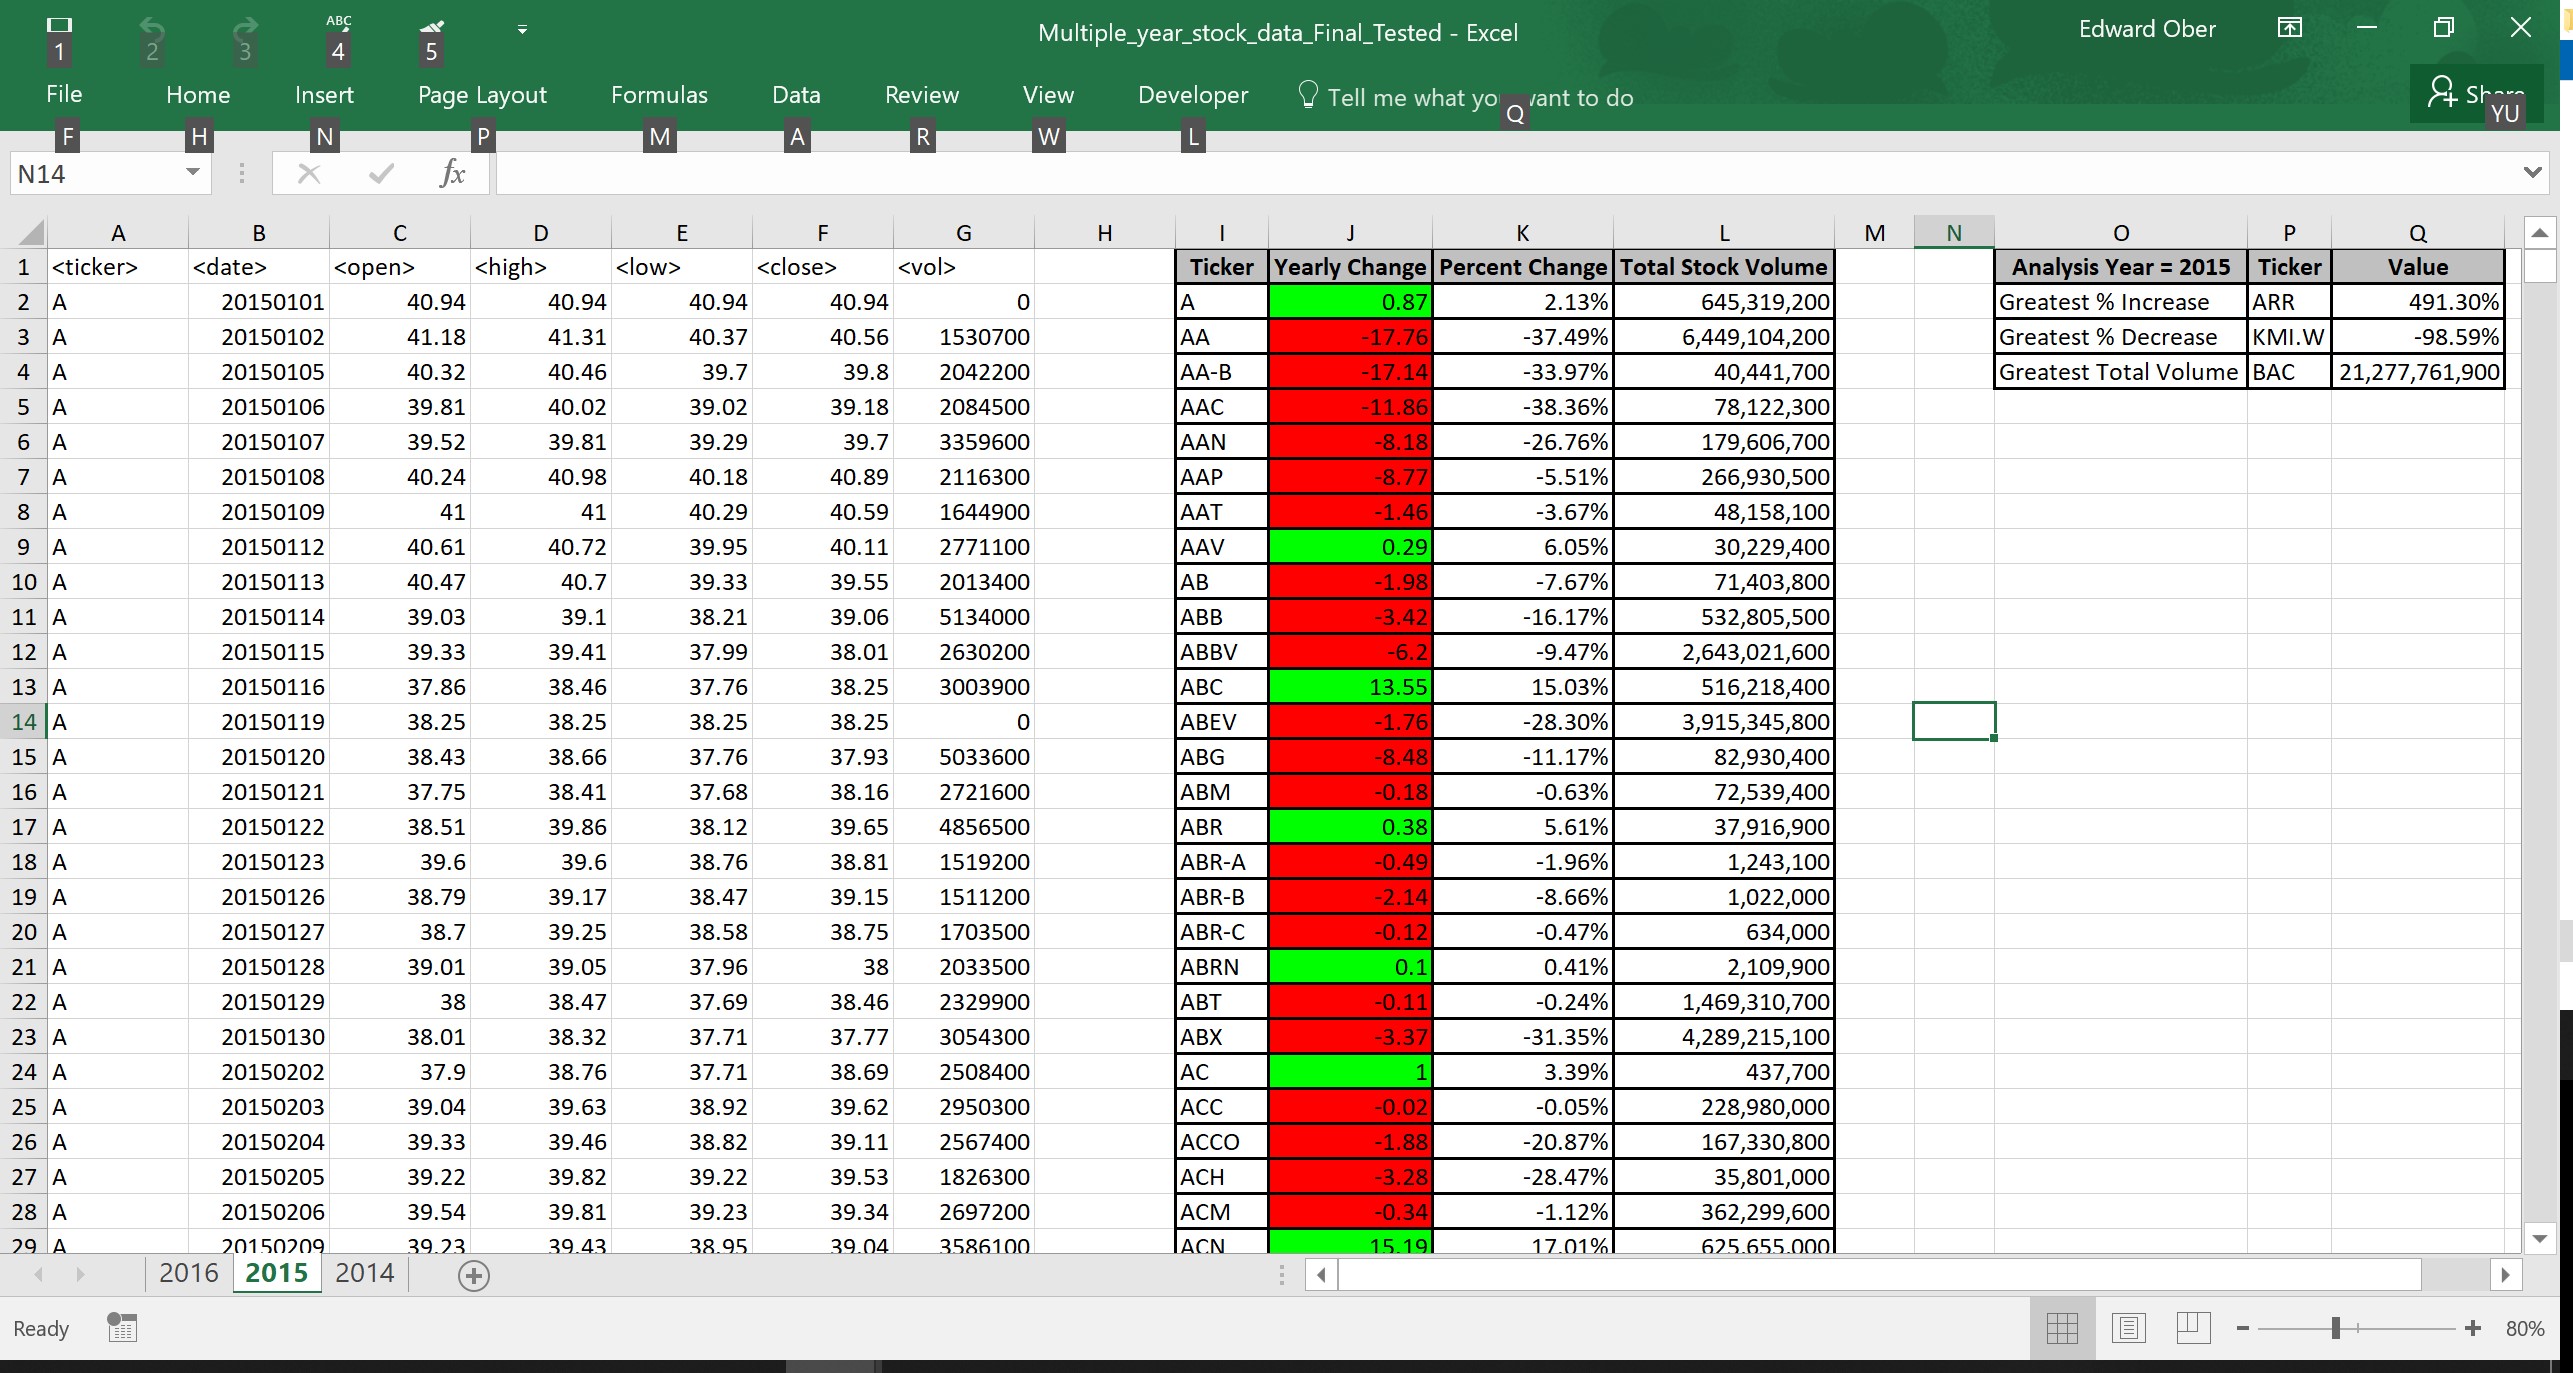 ABC
1 2 3 4 5
Multiple_year_stock_data_Final_Tested - Excel
Edward Ober
File Home Insert Page Layout Formulas Data Review View Developer Tell me what you want to do Share
F H N P M A R W L Q YU
N14 fx
A B C D E F G H I J K L M N O P Q
1 <ticker> <date> <open> <high> <low> <close> <vol> Ticker Yearly Change Percent Change Total Stock Volume Analysis Year = 2015 Ticker Value
2 A 20150101 40.94 40.94 40.94 40.94 0 A 0.87 2.13% 645,319,200 Greatest % Increase ARR 491.30%
3 A 20150102 41.18 41.31 40.37 40.56 1530700 AA -17.76 -37.49% 6,449,104,200 Greatest % Decrease KMI.W -98.59%
4 A 20150105 40.32 40.46 39.7 39.8 2042200 AA-B -17.14 -33.97% 40,441,700 Greatest Total Volume BAC 21,277,761,900
5 A 20150106 39.81 40.02 39.02 39.18 2084500 AAC -11.86 -38.36% 78,122,300
6 A 20150107 39.52 39.81 39.29 39.7 3359600 AAN -8.18 -26.76% 179,606,700
7 A 20150108 40.24 40.98 40.18 40.89 2116300 AAP -8.77 -5.51% 266,930,500
8 A 20150109 41 41 40.29 40.59 1644900 AAT -1.46 -3.67% 48,158,100
9 A 20150112 40.61 40.72 39.95 40.11 2771100 AAV 0.29 6.05% 30,229,400
10 A 20150113 40.47 40.7 39.33 39.55 2013400 AB -1.98 -7.67% 71,403,800
11 A 20150114 39.03 39.1 38.21 39.06 5134000 ABB -3.42 -16.17% 532,805,500
12 A 20150115 39.33 39.41 37.99 38.01 2630200 ABBV -6.2 -9.47% 2,643,021,600
13 A 20150116 37.86 38.46 37.76 38.25 3003900 ABC 13.55 15.03% 516,218,400
14 A 20150119 38.25 38.25 38.25 38.25 0 ABEV -1.76 -28.30% 3,915,345,800
15 A 20150120 38.43 38.66 37.76 37.93 5033600 ABG -8.48 -11.17% 82,930,400
16 A 20150121 37.75 38.41 37.68 38.16 2721600 ABM -0.18 -0.63% 72,539,400
17 A 20150122 38.51 39.86 38.12 39.65 4856500 ABR 0.38 5.61% 37,916,900
18 A 20150123 39.6 39.6 38.76 38.81 1519200 ABR-A -0.49 -1.96% 1,243,100
19 A 20150126 38.79 39.17 38.47 39.15 1511200 ABR-B -2.14 -8.66% 1,022,000
20 A 20150127 38.7 39.25 38.58 38.75 1703500 ABR-C -0.12 -0.47% 634,000
21 A 20150128 39.01 39.05 37.96 38 2033500 ABRN 0.1 0.41% 2,109,900
22 A 20150129 38 38.47 37.69 38.46 2329900 ABT -0.11 -0.24% 1,469,310,700
23 A 20150130 38.01 38.32 37.71 37.77 3054300 ABX -3.37 -31.35% 4,289,215,100
24 A 20150202 37.9 38.76 37.71 38.69 2508400 AC 1 3.39% 437,700
25 A 20150203 39.04 39.63 38.92 39.62 2950300 ACC -0.02 -0.05% 228,980,000
26 A 20150204 39.33 39.46 38.82 39.11 2567400 ACCO -1.88 -20.87% 167,330,800
27 A 20150205 39.22 39.82 39.22 39.53 1826300 ACH -3.28 -28.47% 35,801,000
28 A 20150206 39.54 39.81 39.23 39.34 2697200 ACM -0.34 -1.12% 362,299,600
29 A 20150209 39.23 39.43 38.95 39.04 3586100 ACN 15.19 17.01% 625,655,000
2016 2015 2014
Ready 80%